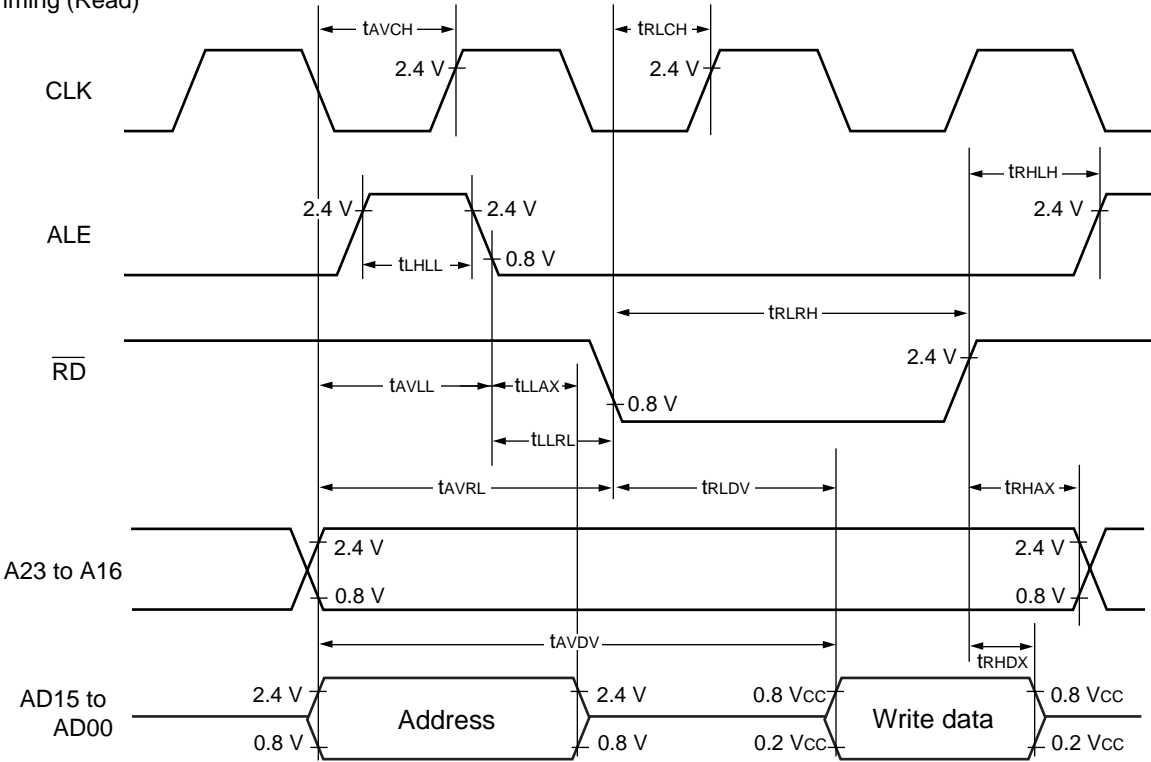 iming (Read)
tAVCH
tRLCH
2.4 V
2.4 V
CLK
tRHLH
2.4 V
2.4 V
2.4 V
ALE
0.8 V
tLHLL
tRLRH
RD
2.4 V
tAVLL
tLLAX
0.8 V
tLLRL
tAVRL
tRLDV
tRHAX
2.4 V
2.4 V
A23 to A16
0.8 V
0.8 V
tAVDV
tRHDX
AD15 to
AD00
2.4 V
2.4 V
0.8 VCC
0.8 VCC
Address
Write data
0.8 V
0.8 V
0.2 VCC
0.2 VCC